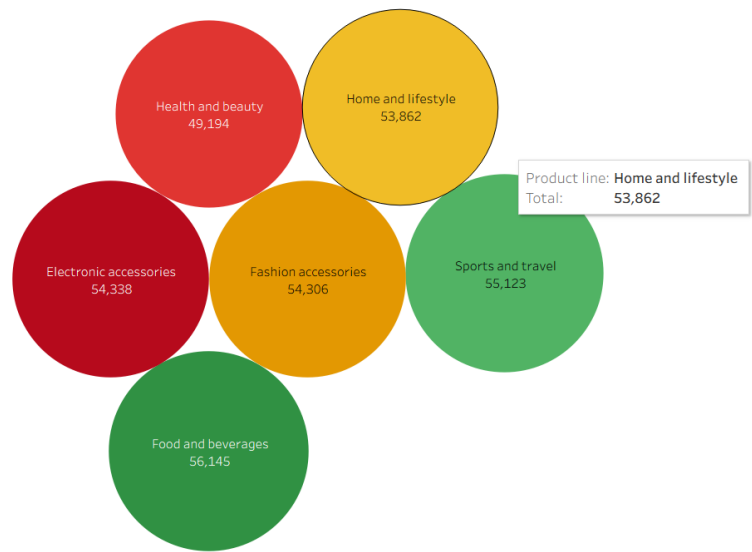 Health and beauty
49,194
Home and lifestyle
53,862
Product line: Home and lifestyle
Total: 53,862
Electronic accessories
54,338
Fashion accessories
54,306
Sports and travel
55,123
Food and beverages
56,145